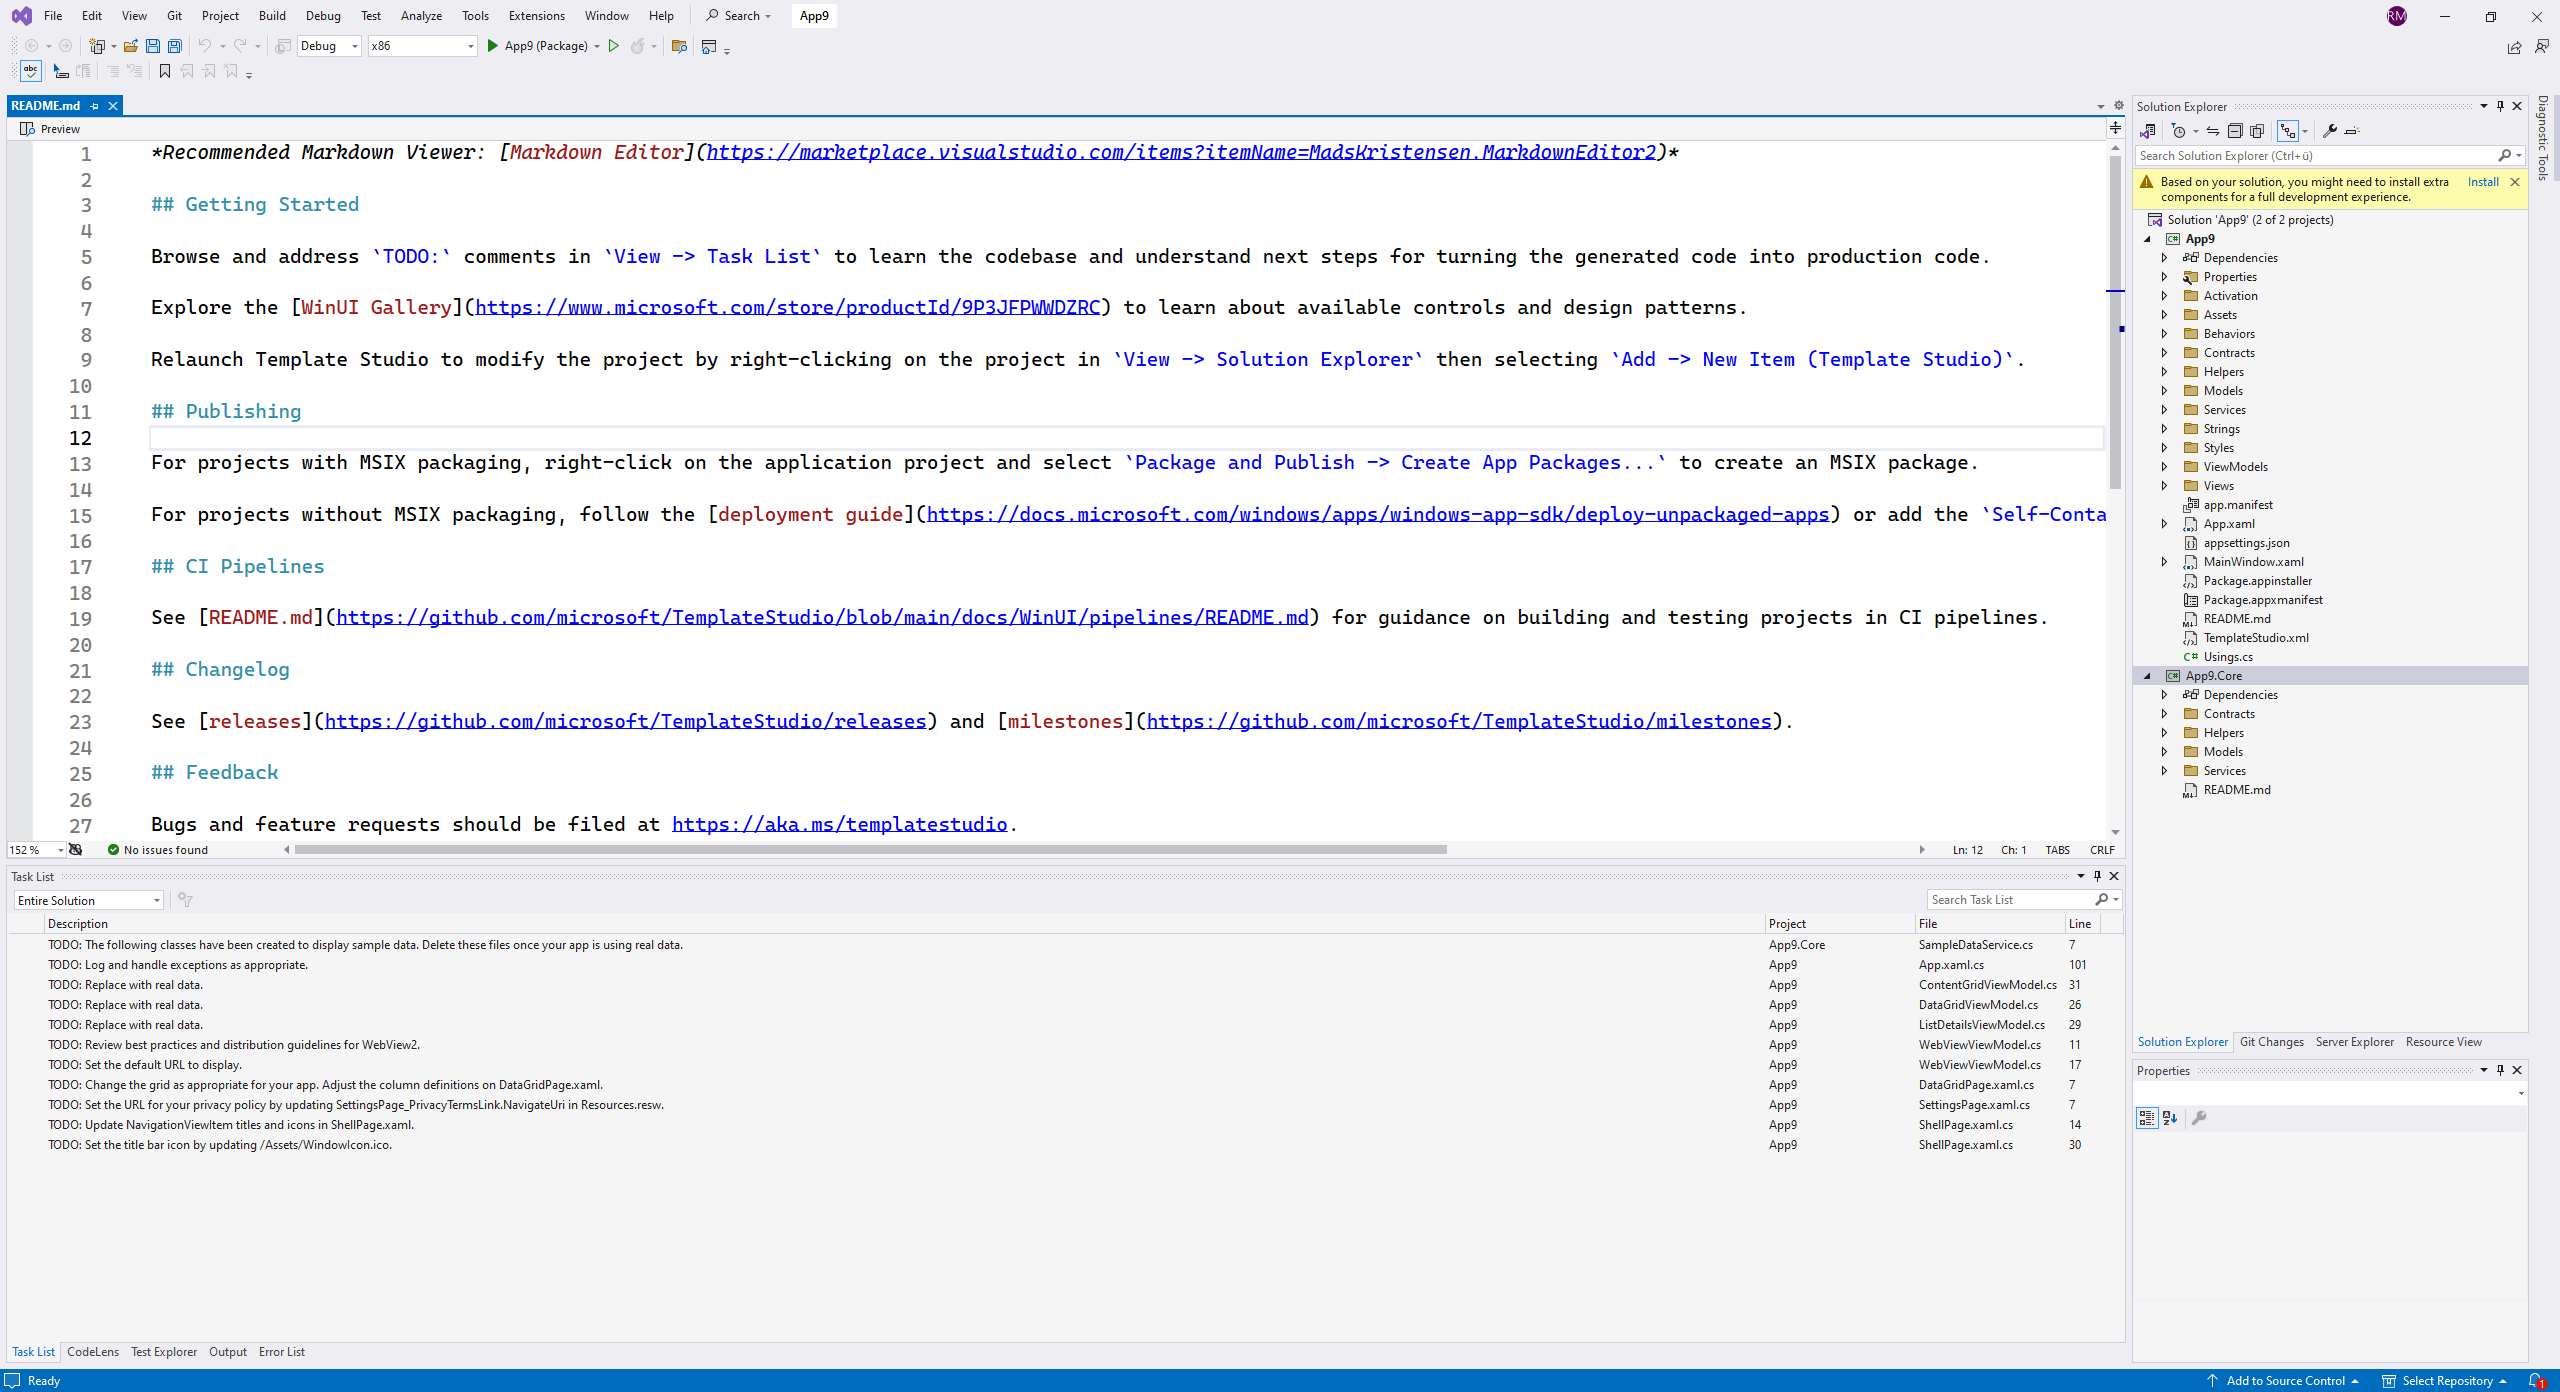 File Edit View Git Project Build Debug Test Analyze Tools Extensions Window Help Search App9 RM
Debug x86 App9 (Package)
abc
README.md
Preview
1 *Recommended Markdown Viewer: [Markdown Editor](https://marketplace.visualstudio.com/items?itemName=MadsKristensen.MarkdownEditor2)*
2
3 ## Getting Started
4
5 Browse and address `TODO:` comments in `View -> Task List` to learn the codebase and understand next steps for turning the generated code into production code.
6
7 Explore the [WinUI Gallery](https://www.microsoft.com/store/productId/9P3JFPWWDZRC) to learn about available controls and design patterns.
8
9 Relaunch Template Studio to modify the project by right-clicking on the project in `View -> Solution Explorer` then selecting `Add -> New Item (Template Studio)`.
10
11 ## Publishing
12
13 For projects with MSIX packaging, right-click on the application project and select `Package and Publish -> Create App Packages...` to create an MSIX package.
14
15 For projects without MSIX packaging, follow the [deployment guide](https://docs.microsoft.com/windows/apps/windows-app-sdk/deploy-unpackaged-apps) or add the `Self-Conta
16
17 ## CI Pipelines
18
19 See [README.md](https://github.com/microsoft/TemplateStudio/blob/main/docs/WinUI/pipelines/README.md) for guidance on building and testing projects in CI pipelines.
20
21 ## Changelog
22
23 See [releases](https://github.com/microsoft/TemplateStudio/releases) and [milestones](https://github.com/microsoft/TemplateStudio/milestones).
24
25 ## Feedback
26
27 Bugs and feature requests should be filed at https://aka.ms/templatestudio.
152 % No issues found Ln: 12 Ch: 1 TABS CRLF
Task List
Entire Solution Search Task List
Description Project File Line
TODO: The following classes have been created to display sample data. Delete these files once your app is using real data. App9.Core SampleDataService.cs 7
TODO: Log and handle exceptions as appropriate. App9 App.xaml.cs 101
TODO: Replace with real data. App9 ContentGridViewModel.cs 31
TODO: Replace with real data. App9 DataGridViewModel.cs 26
TODO: Replace with real data. App9 ListDetailsViewModel.cs 29
TODO: Review best practices and distribution guidelines for WebView2. App9 WebViewViewModel.cs 11
TODO: Set the default URL to display. App9 WebViewViewModel.cs 17
TODO: Change the grid as appropriate for your app. Adjust the column definitions on DataGridPage.xaml. App9 DataGridPage.xaml.cs 7
TODO: Set the URL for your privacy policy by updating SettingsPage_PrivacyTermsLink.NavigateUri in Resources.resw. App9 SettingsPage.xaml.cs 7
TODO: Update NavigationViewItem titles and icons in ShellPage.xaml. App9 ShellPage.xaml.cs 14
TODO: Set the title bar icon by updating /Assets/WindowIcon.ico. App9 ShellPage.xaml.cs 30
Task List CodeLens Test Explorer Output Error List
Solution Explorer
Search Solution Explorer (Ctrl+ü)
Based on your solution, you might need to install extra Install
components for a full development experience.
Solution 'App9' (2 of 2 projects)
C# App9
Dependencies
Properties
Activation
Assets
Behaviors
Contracts
Helpers
Models
Services
Strings
Styles
ViewModels
Views
app.manifest
App.xaml
appsettings.json
MainWindow.xaml
Package.appinstaller
Package.appxmanifest
README.md
TemplateStudio.xml
C# Usings.cs
C# App9.Core
Dependencies
Contracts
Helpers
Models
Services
README.md
Solution Explorer Git Changes Server Explorer Resource View
Properties
Diagnostic Tools
Ready Add to Source Control Select Repository 1